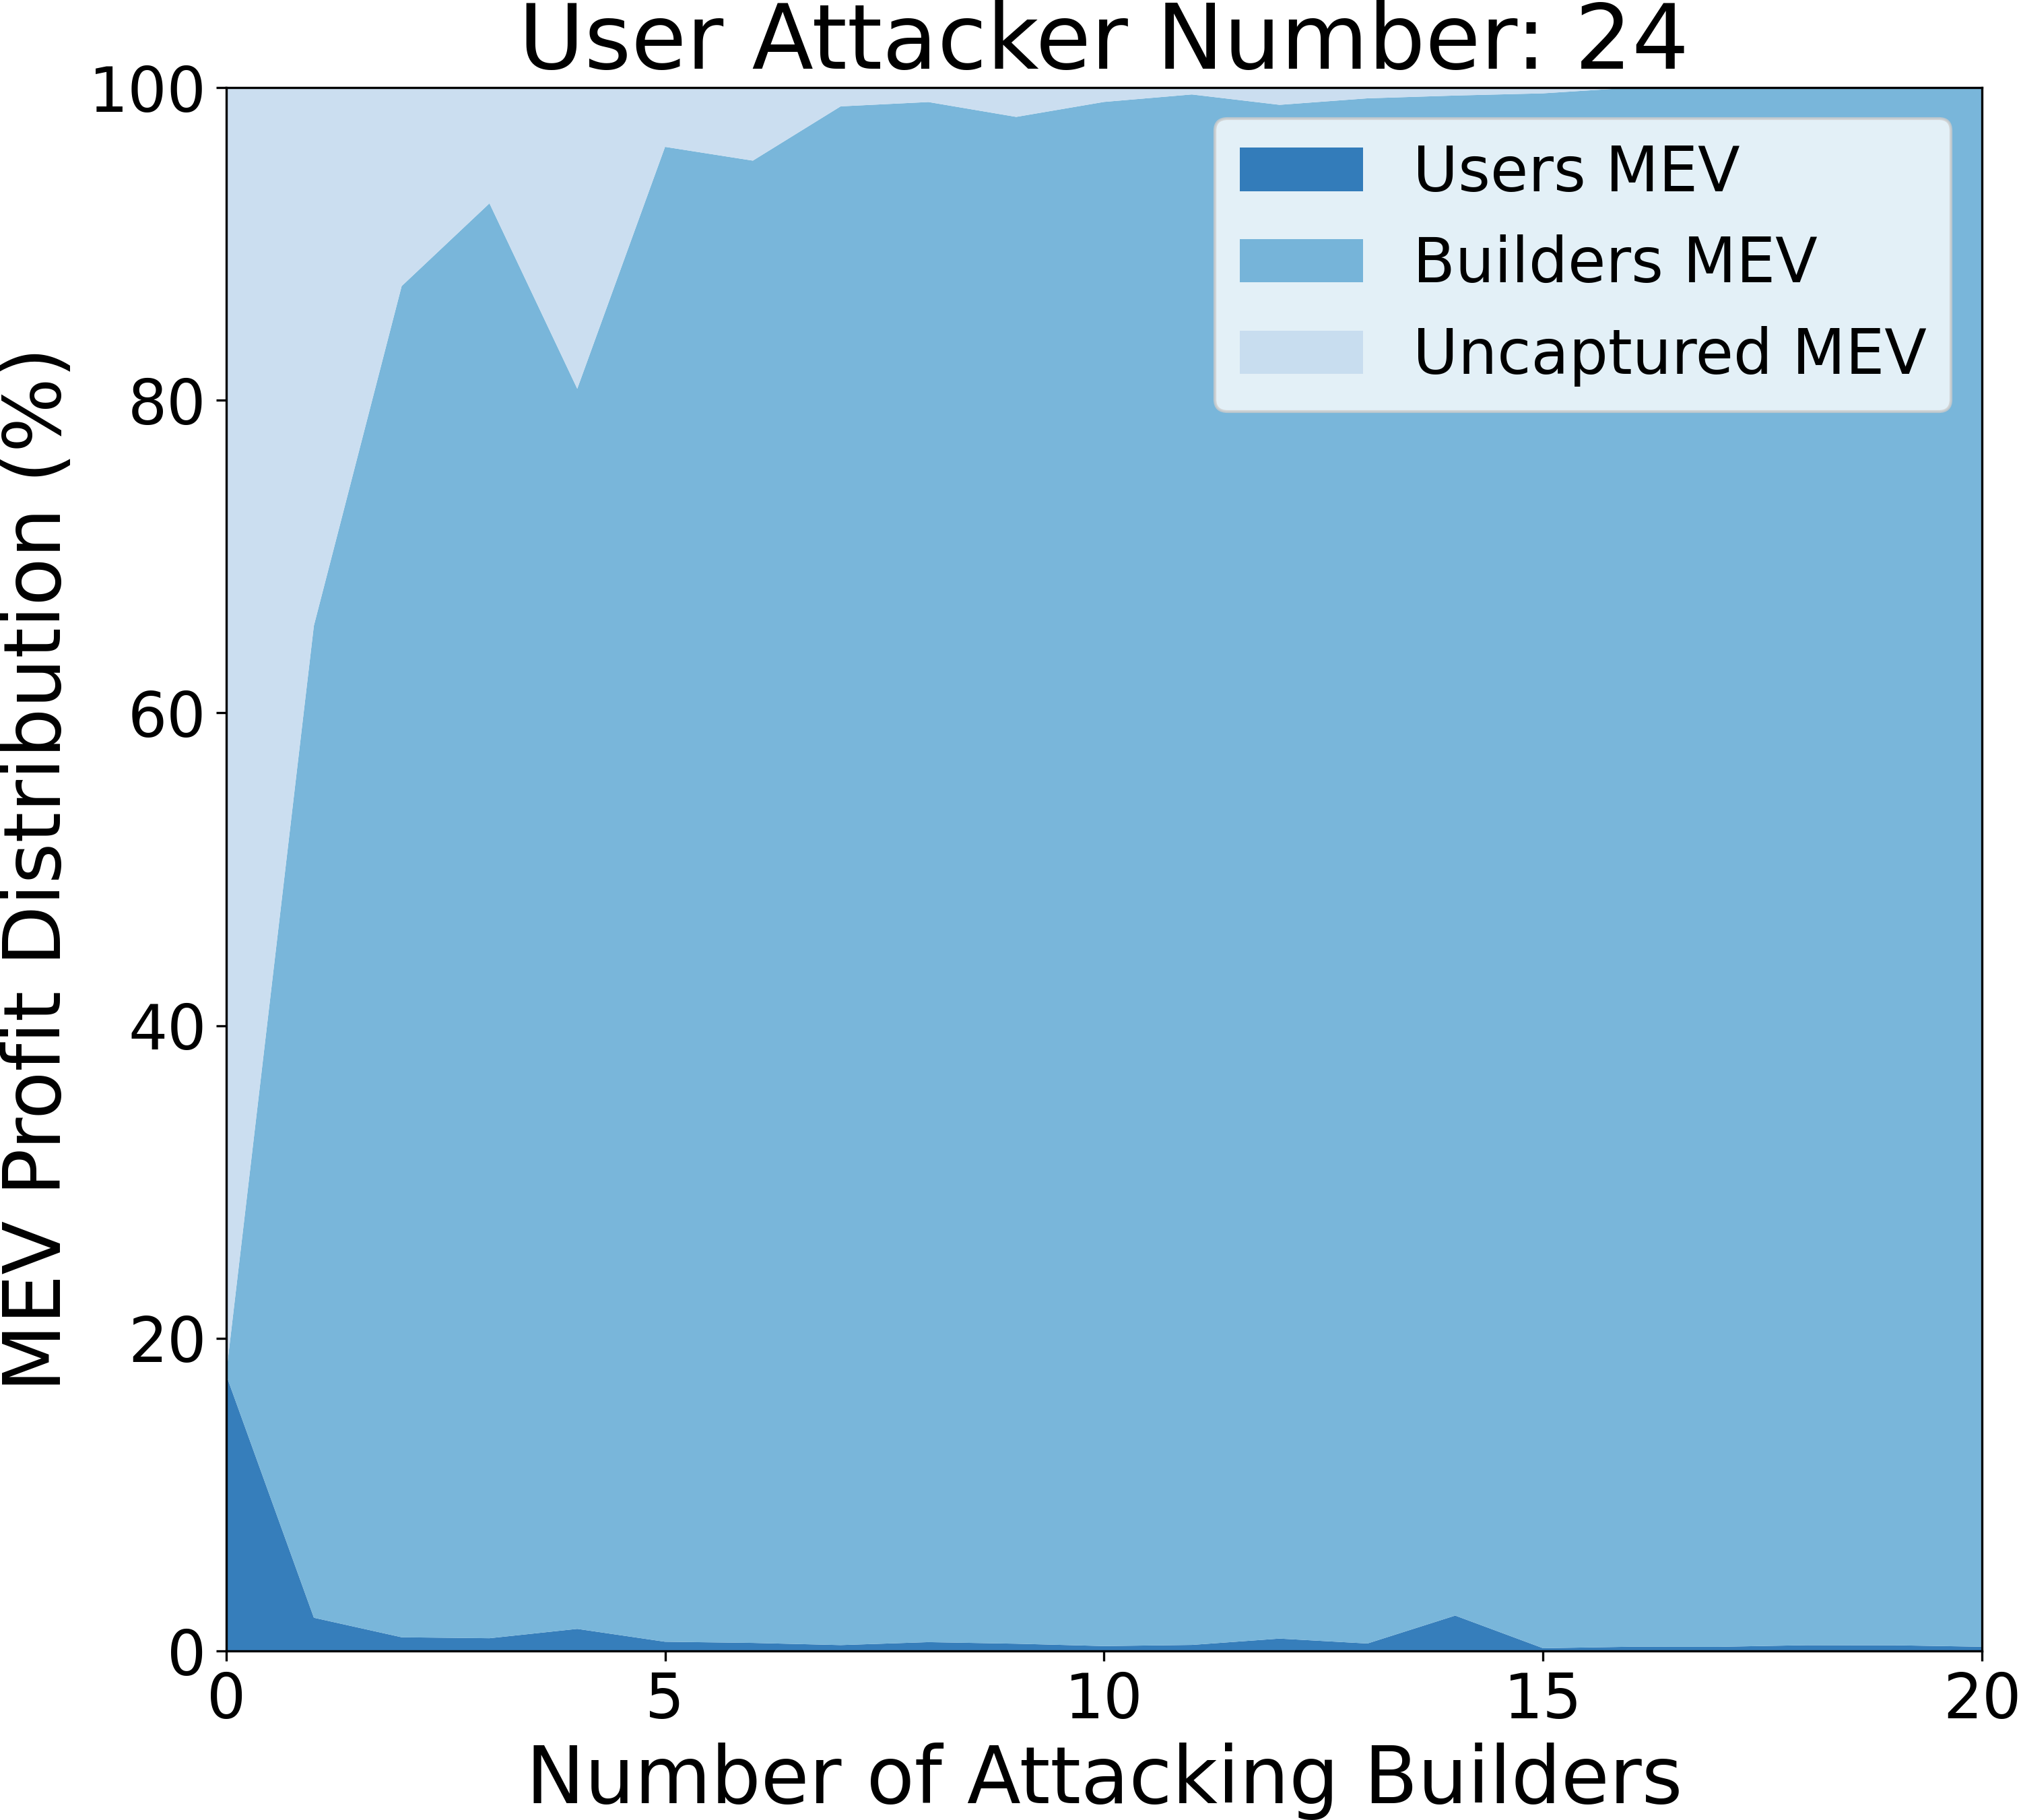 User Attacker Number: 24
MEV Profit Distribution (%)
100
80
60
40
20
0
Users MEV
Builders MEV
Uncaptured MEV
0 5 10 15 20
Number of Attacking Builders